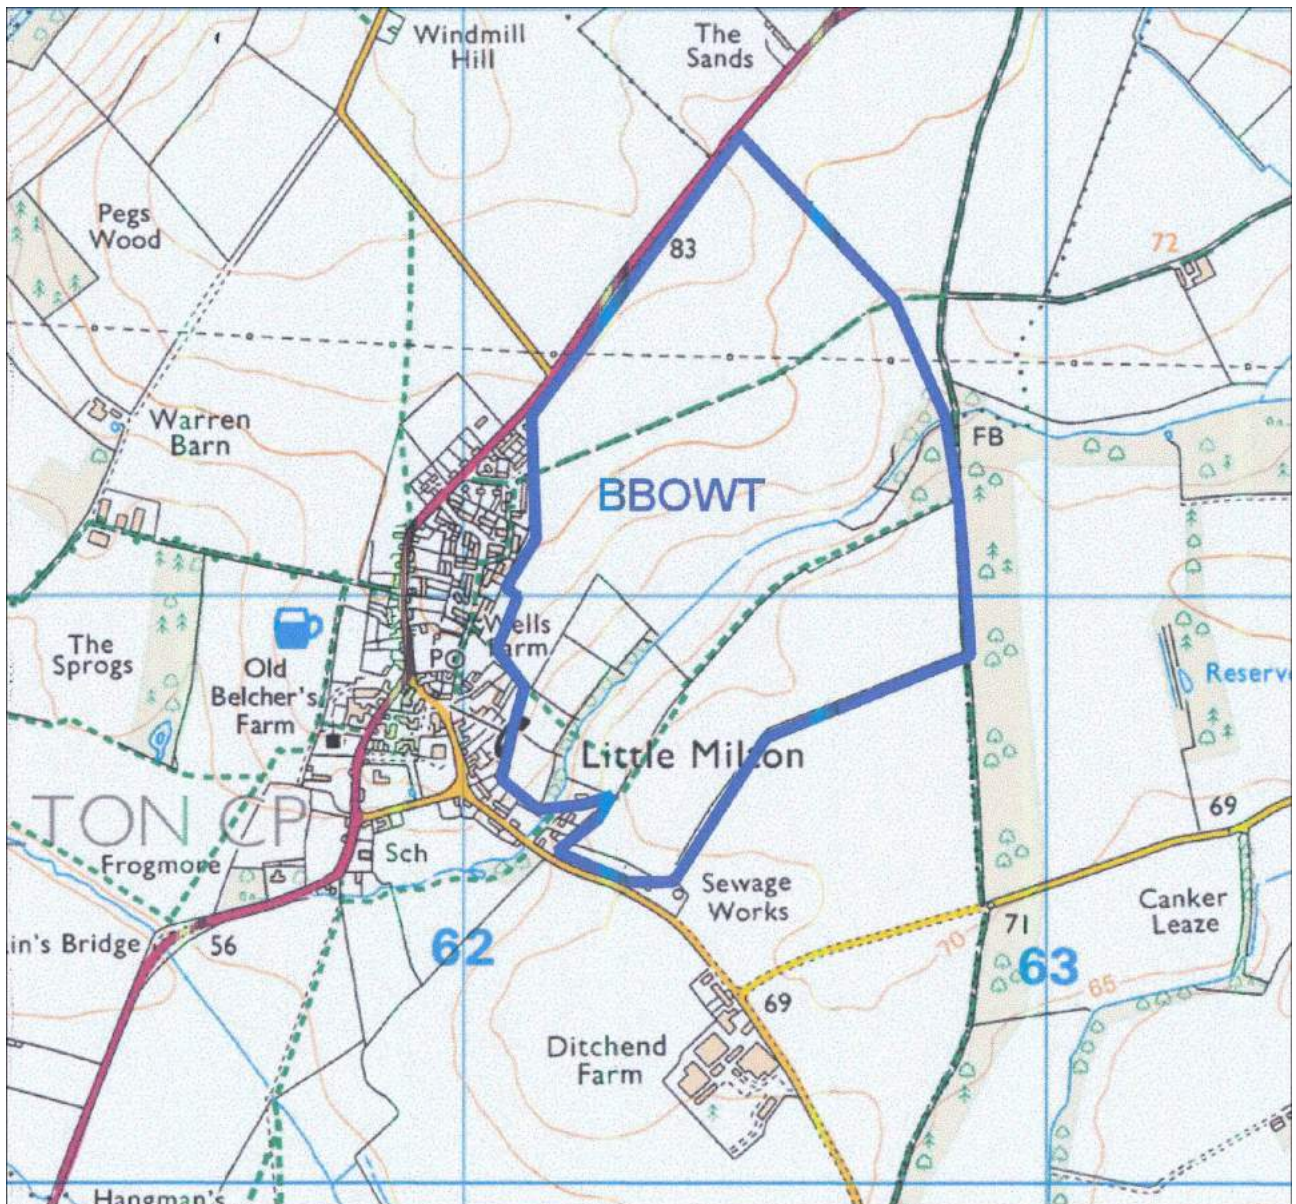 Windmill
Hill
The
Sands
Pegs
Wood
83
72
Warren
Barn
FB
BBOWT
The
Sprogs
Wells
Farm
PO
Old
Belcher's
Farm
Reserv
Little Milton
TON CP
69
Frogmore
Sch
Sewage
Works
Canker
Leaze
in's Bridge
56
62
71
70
63
65
69
Ditchend
Farm
Hangman's